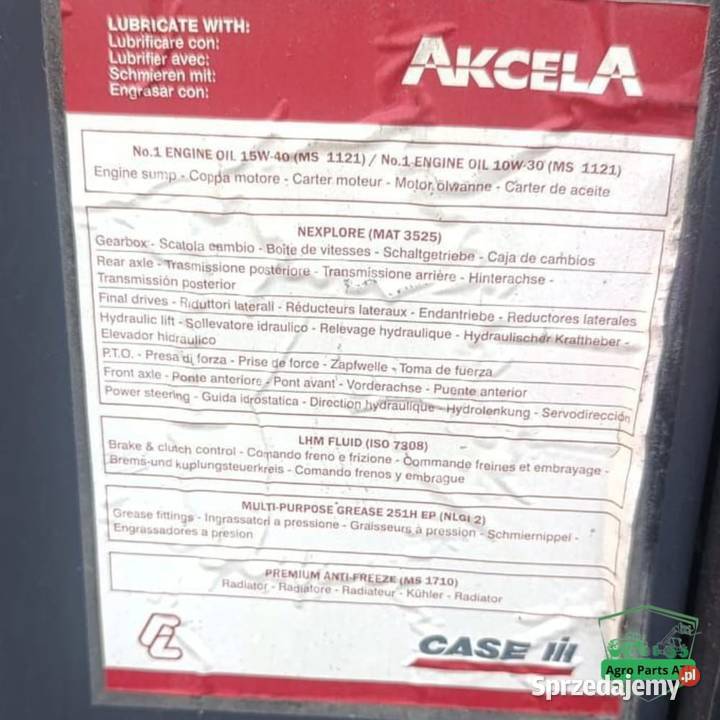 LUBRICATE WITH:
Lubrificare con:
Lubrifier avec:
Schmieren mit:
Engrasar con:
AKCELA
No.1 ENGINE OIL 15W-40 (MS 1121) / No.1 ENGINE OIL 10W-30 (MS 1121)
Engine sump - Coppa motore - Carter moteur - Motor ölwanne - Carter de aceite
NEXPLORE (MAT 3525)
Gearbox - Scatola cambio - Boîte de vitesses - Schaltgetriebe - Caja de cambios
Rear axle - Trasmissione posteriore - Transmissione arrière - Hinterachse -
Transmissión posterior
Final drives - Riduttori laterali - Réducteurs lateraux - Endantriebe - Reductores laterales
Hydraulic lift - Sollevatore idraulico - Relevage hydraulique - Hydraulischer Kraftheber -
Elevador hidraulico
P.T.O. - Presa di forza - Prise de force - Zapfwelle - Toma de fuerza
Front axle - Ponte anteriore - Pont avant - Vorderachse - Puente anterior
Power steering - Guida idrostatica - Direction hydraulique - Hydrolenkung - Servodirección
LHM FLUID (ISO 7308)
Brake & clutch control - Comando freno e frizione - Commande freines et embrayage -
Brems-und kuplungsteuerkreis - Comando frenos y embrague
MULTI-PURPOSE GREASE 251H EP (NLGI 2)
Grease fittings - Ingrassatori a pressione - Graisseurs à pression - Schmiernippel -
Engrassadores a presion
PREMIUM ANTI-FREEZE (MS 1710)
Radiator - Radiatore - Radiateur - Kühler - Radiator
CASE IH
Agro Parts
Sprzedajemy.pl